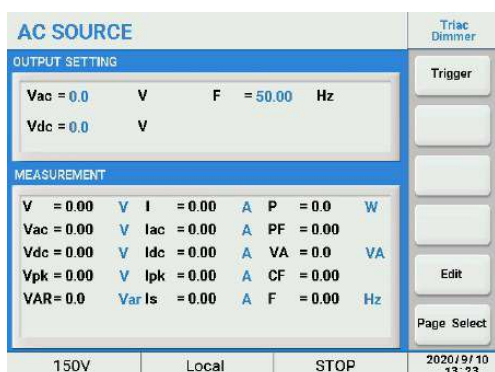 AC SOURCE
Triac
Dimmer
OUTPUT SETTING
Vac = 0.0 V F = 50.00 Hz
Vdc = 0.0 V
Trigger
MEASUREMENT
V = 0.00 V I = 0.00 A P = 0.0 W
Vac = 0.00 V Iac = 0.00 A PF = 0.00
Vdc = 0.00 V Idc = 0.00 A VA = 0.0 VA
Vpk = 0.00 V Ipk = 0.00 A CF = 0.00
VAR= 0.0 Var Is = 0.00 A F = 0.00 Hz
Edit
Page Select
150V Local STOP 2020/9/10
13:23